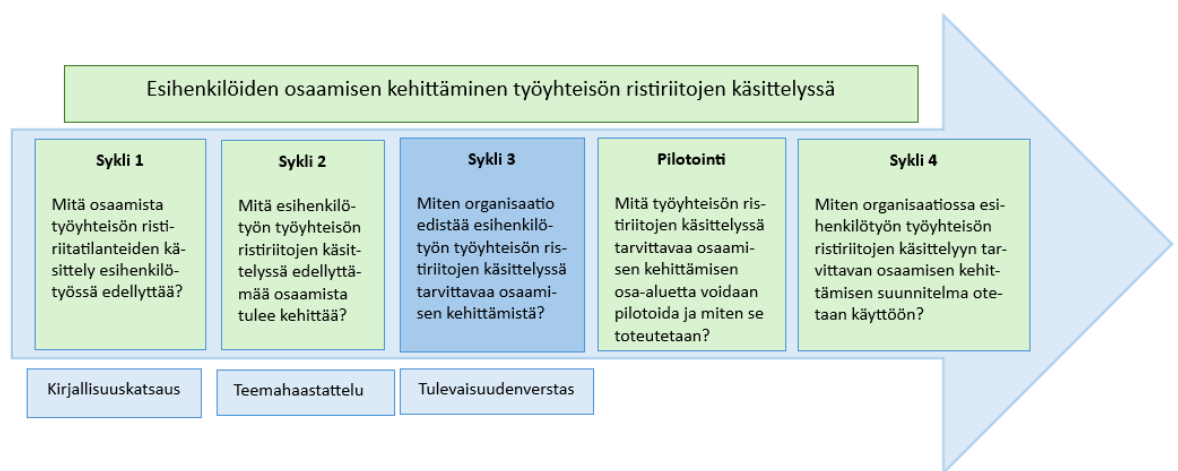 Esihenkilöiden osaamisen kehittäminen työyhteisön ristiriitojen käsittelyssä
Sykli 1
Mitä osaamista
työyhteisön risti-
riitatilanteiden kä-
sittely esihenkilö-
työssä edellyttää?
Sykli 2
Mitä esihenkilö-
työn työyhteisön
ristiriitojen käsit-
telyssä edellyttä-
mää osaamista
tulee kehittää?
Sykli 3
Miten organisaatio
edistää esihenkilö-
työn työyhteisön ris-
tiriitojen käsittelyssä
tarvittavaa osaami-
sen kehittämistä?
Pilotointi
Mitä työyhteisön ris-
tiriitojen käsittelyssä
tarvittavaa osaami-
sen kehittämisen
osa-aluetta voidaan
pilotoida ja miten se
toteutetaan?
Sykli 4
Miten organisaatiossa esi-
henkilötyön työyhteisön
ristiriitojen käsittelyyn tar-
vittavan osaamisen kehit-
tämisen suunnitelma ote-
taan käyttöön?
Kirjallisuuskatsaus
Teemahaastattelu
Tulevaisuudenverstas